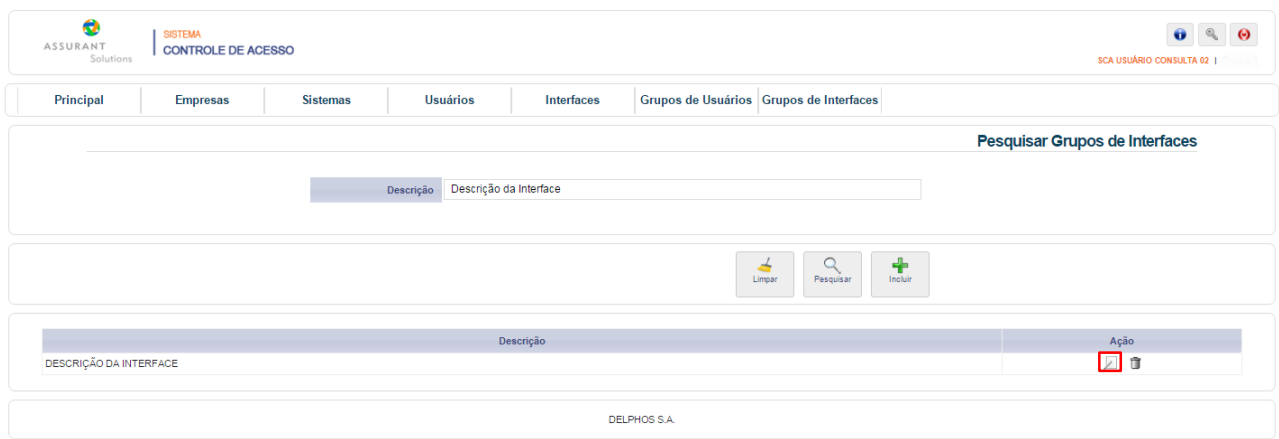 ASSURANT
Solutions
SISTEMA
CONTROLE DE ACESSO
SCA USUÁRIO CONSULTA 02 |
Principal Empresas Sistemas Usuários Interfaces Grupos de Usuários Grupos de Interfaces
Pesquisar Grupos de Interfaces
Descrição Descrição da Interface
Limpar Pesquisar Incluir
Descrição Ação
DESCRIÇÃO DA INTERFACE
DELPHOS S.A.